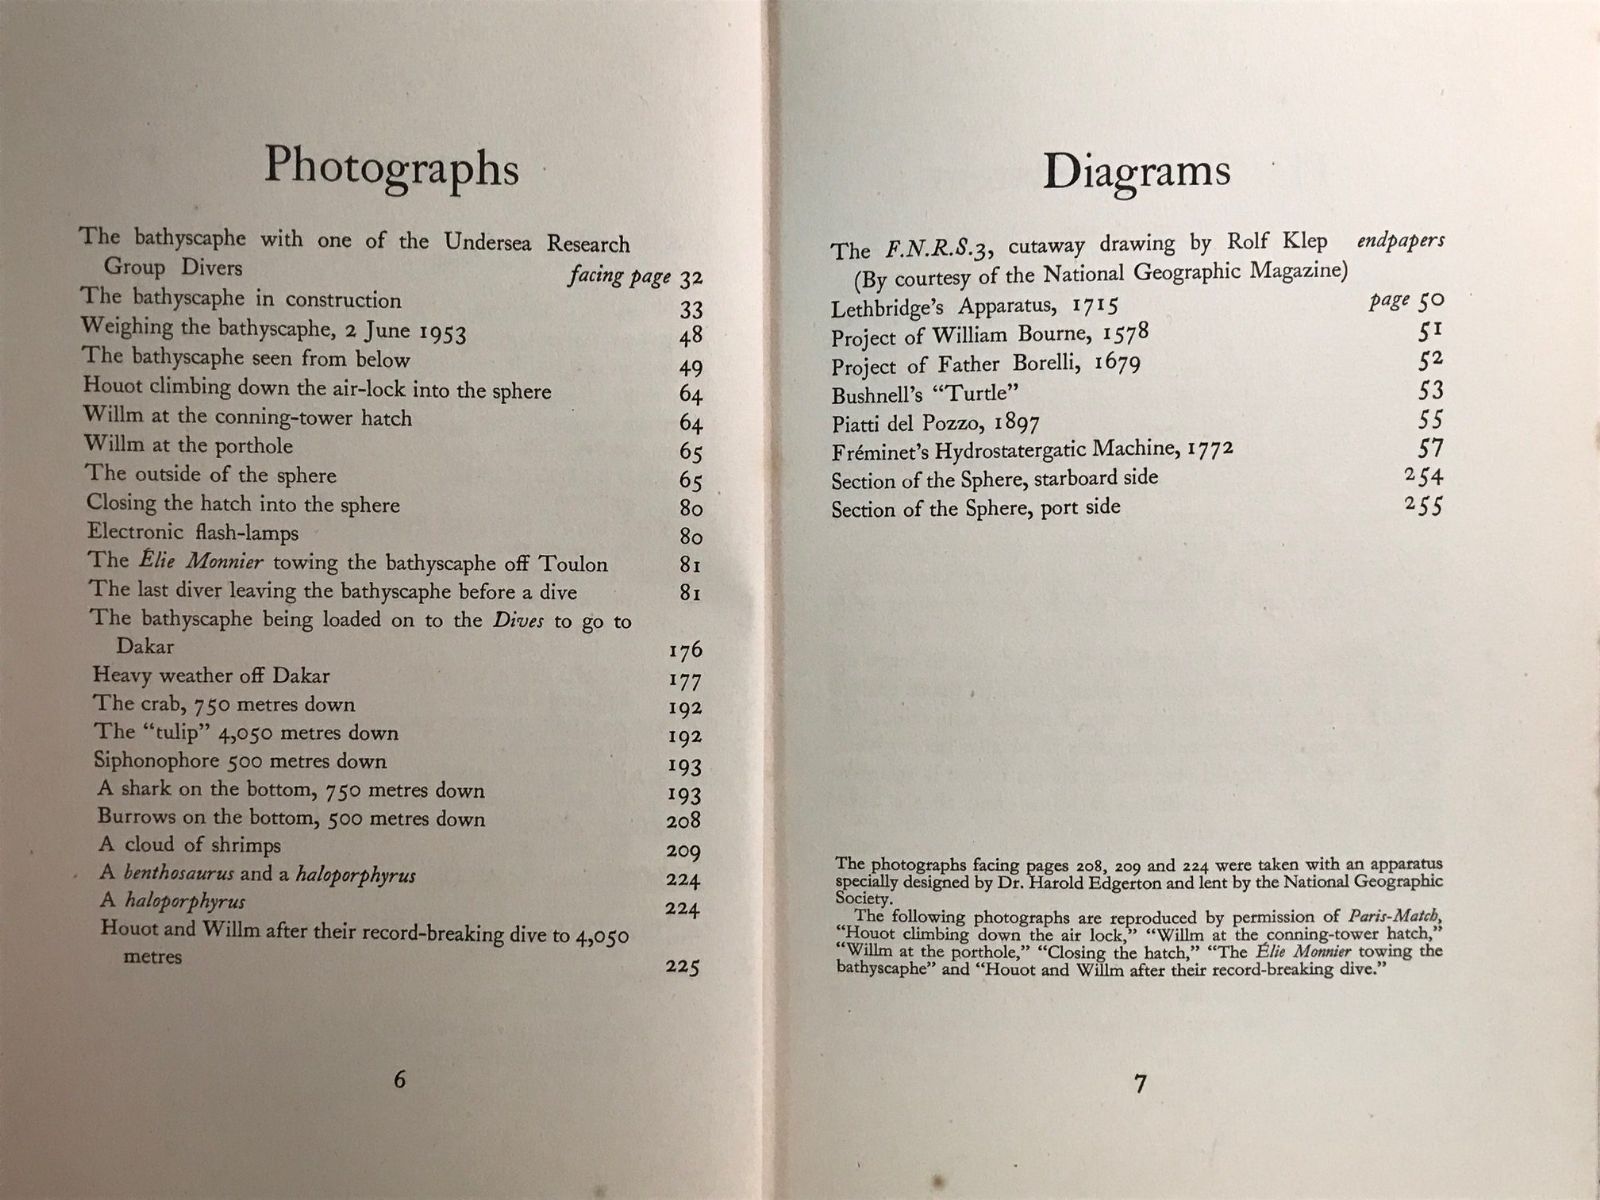 Photographs
The bathyscaphe with one of the Undersea Research
Group Divers facing page 32
The bathyscaphe in construction 33
Weighing the bathyscaphe, 2 June 1953 48
The bathyscaphe seen from below 49
Houot climbing down the air-lock into the sphere 64
Willm at the conning-tower hatch 64
Willm at the porthole 65
The outside of the sphere 65
Closing the hatch into the sphere 80
Electronic flash-lamps 80
The Élie Monnier towing the bathyscaphe off Toulon 81
The last diver leaving the bathyscaphe before a dive 81
The bathyscaphe being loaded on to the Dives to go to
Dakar 176
Heavy weather off Dakar 177
The crab, 750 metres down 192
The “tulip” 4,050 metres down 192
Siphonophore 500 metres down 193
A shark on the bottom, 750 metres down 193
Burrows on the bottom, 500 metres down 208
A cloud of shrimps 209
A benthosaurus and a haloporphyrus 224
A haloporphyrus 224
Houot and Willm after their record-breaking dive to 4,050
metres 225
6
Diagrams
The F.N.R.S.3, cutaway drawing by Rolf Klep endpapers
(By courtesy of the National Geographic Magazine)
Lethbridge's Apparatus, 1715 page 50
Project of William Bourne, 1578 51
Project of Father Borelli, 1679 52
Bushnell's “Turtle” 53
Piatti del Pozzo, 1897 55
Fréminet's Hydrostatergatic Machine, 1772 57
Section of the Sphere, starboard side 254
Section of the Sphere, port side 255
The photographs facing pages 208, 209 and 224 were taken with an apparatus
specially designed by Dr. Harold Edgerton and lent by the National Geographic
Society.
The following photographs are reproduced by permission of Paris-Match,
“Houot climbing down the air lock,” “Willm at the conning-tower hatch,”
“Willm at the porthole,” “Closing the hatch,” “The Élie Monnier towing the
bathyscaphe” and “Houot and Willm after their record-breaking dive.”
7